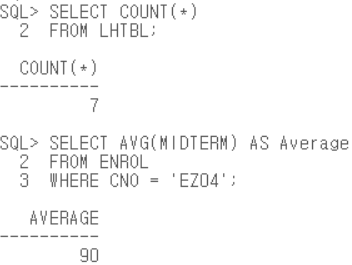 SQL> SELECT COUNT(*)
  2  FROM LHTBL;
  COUNT(*)
----------
         7
SQL> SELECT AVG(MIDTERM) AS Average
  2  FROM ENROL
  3  WHERE CNO = 'EZ04';
   AVERAGE
----------
        90